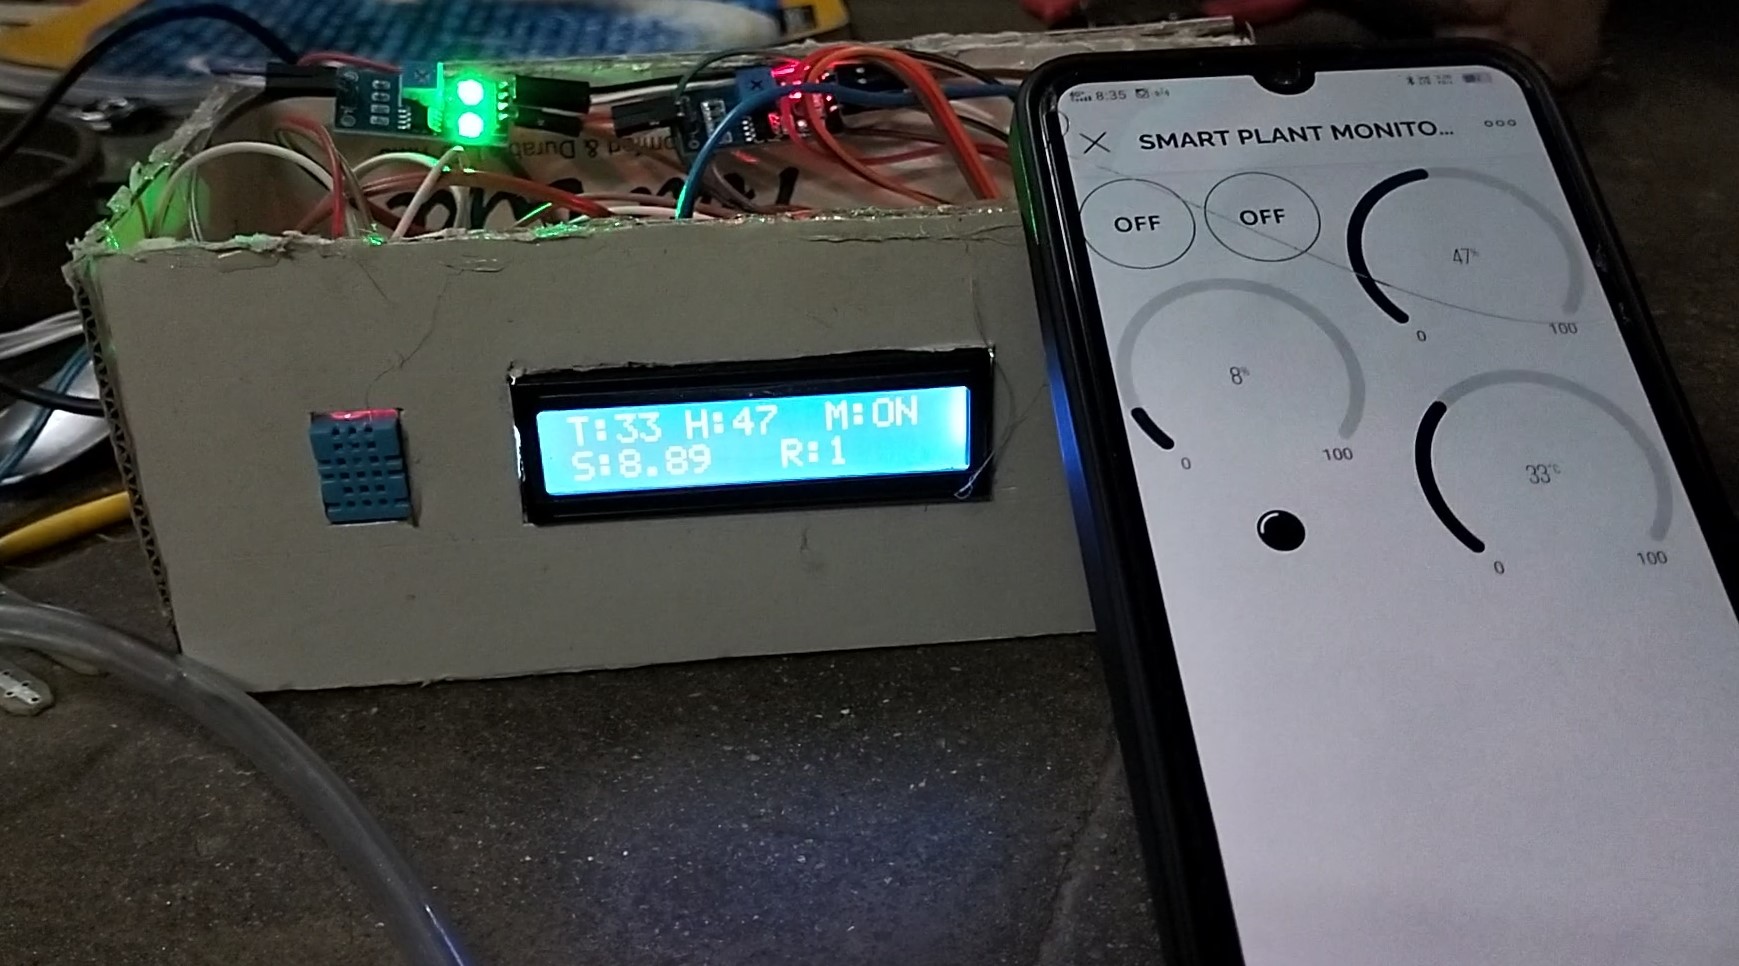 T:33 H:47 M:ON
S:8.89 R:1
8:35
SMART PLANT MONITO...
OFF
OFF
47%
0
100
8%
0
100
33°C
0
100